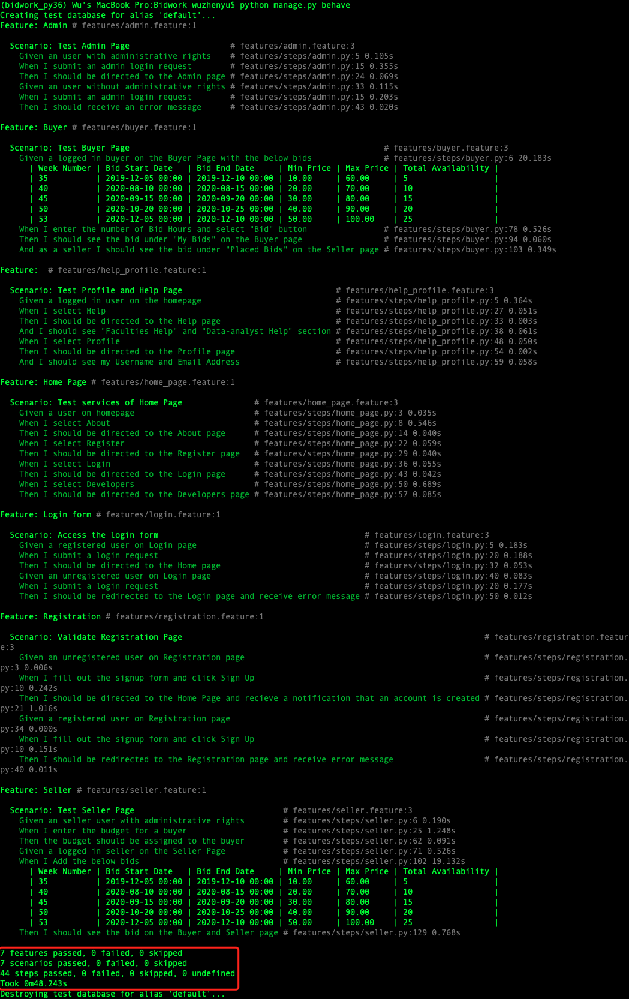 (bidwork_py36) Wu's MacBook Pro:Bidwork wuzhenyu$ python manage.py behave
Creating test database for alias 'default'...
Feature: Admin # features/admin.feature:1
Scenario: Test Admin Page # features/admin.feature:3
Given an user with administrative rights # features/steps/admin.py:5 0.105s
When I submit an admin login request # features/steps/admin.py:15 0.355s
Then I should be directed to the Admin page # features/steps/admin.py:24 0.069s
Given an user without administrative rights # features/steps/admin.py:33 0.115s
When I submit an admin login request # features/steps/admin.py:15 0.203s
Then I should receive an error message # features/steps/admin.py:43 0.020s
Feature: Buyer # features/buyer.feature:1
Scenario: Test Buyer Page # features/buyer.feature:3
Given a logged in buyer on the Buyer Page with the below bids # features/steps/buyer.py:6 20.183s
| Week Number | Bid Start Date | Bid End Date | Min Price | Max Price | Total Availability |
| 35 | 2019-12-05 00:00 | 2019-12-10 00:00 | 10.00 | 60.00 | 5 |
| 40 | 2020-08-10 00:00 | 2020-08-15 00:00 | 20.00 | 70.00 | 10 |
| 45 | 2020-09-15 00:00 | 2020-09-20 00:00 | 30.00 | 80.00 | 15 |
| 50 | 2020-10-20 00:00 | 2020-10-25 00:00 | 40.00 | 90.00 | 20 |
| 53 | 2020-12-05 00:00 | 2020-12-10 00:00 | 50.00 | 100.00 | 25 |
When I enter the number of Bid Hours and select "Bid" button # features/steps/buyer.py:78 0.526s
Then I should see the bid under "My Bids" on the Buyer page # features/steps/buyer.py:94 0.060s
And as a seller I should see the bid under "Placed Bids" on the Seller page # features/steps/buyer.py:103 0.349s
Feature: # features/help_profile.feature:1
Scenario: Test Profile and Help Page # features/help_profile.feature:3
Given a logged in user on the homepage # features/steps/help_profile.py:5 0.364s
When I select Help # features/steps/help_profile.py:27 0.051s
Then I should be directed to the Help page # features/steps/help_profile.py:33 0.003s
And I should see "Faculties Help" and "Data-analyst Help" section # features/steps/help_profile.py:38 0.061s
When I select Profile # features/steps/help_profile.py:48 0.050s
Then I should be directed to the Profile page # features/steps/help_profile.py:54 0.002s
And I should see my Username and Email Address # features/steps/help_profile.py:59 0.058s
Feature: Home Page # features/home_page.feature:1
Scenario: Test services of Home Page # features/home_page.feature:3
Given a user on homepage # features/steps/home_page.py:3 0.035s
When I select About # features/steps/home_page.py:8 0.546s
Then I should be directed to the About page # features/steps/home_page.py:14 0.040s
When I select Register # features/steps/home_page.py:22 0.059s
Then I should be directed to the Register page # features/steps/home_page.py:29 0.040s
When I select Login # features/steps/home_page.py:36 0.055s
Then I should be directed to the Login page # features/steps/home_page.py:43 0.042s
When I select Developers # features/steps/home_page.py:50 0.689s
Then I should be directed to the Developers page # features/steps/home_page.py:57 0.085s
Feature: Login form # features/login.feature:1
Scenario: Access the login form # features/login.feature:3
Given a registered user on Login page # features/steps/login.py:5 0.183s
When I submit a login request # features/steps/login.py:20 0.188s
Then I should be directed to the Home page # features/steps/login.py:32 0.053s
Given an unregistered user on Login page # features/steps/login.py:40 0.083s
When I submit a login request # features/steps/login.py:20 0.177s
Then I should be redirected to the Login page and receive error message # features/steps/login.py:50 0.012s
Feature: Registration # features/registration.feature:1
Scenario: Validate Registration Page # features/registration.featur
e:3
Given an unregistered user on Registration page # features/steps/registration.
py:3 0.006s
When I fill out the signup form and click Sign Up # features/steps/registration.
py:10 0.242s
Then I should be directed to the Home Page and recieve a notification that an account is created # features/steps/registration.
py:21 1.016s
Given a registered user on Registration page # features/steps/registration.
py:34 0.000s
When I fill out the signup form and click Sign Up # features/steps/registration.
py:10 0.151s
Then I should be redirected to the Registration page and receive error message # features/steps/registration.
py:40 0.011s
Feature: Seller # features/seller.feature:1
Scenario: Test Seller Page # features/seller.feature:3
Given an seller user with administrative rights # features/steps/seller.py:6 0.190s
When I enter the budget for a buyer # features/steps/seller.py:25 1.248s
Then the budget should be assigned to the buyer # features/steps/seller.py:62 0.091s
Given a logged in seller on the Seller Page # features/steps/seller.py:71 0.526s
When I Add the below bids # features/steps/seller.py:102 19.132s
| Week Number | Bid Start Date | Bid End Date | Min Price | Max Price | Total Availability |
| 35 | 2019-12-05 00:00 | 2019-12-10 00:00 | 10.00 | 60.00 | 5 |
| 40 | 2020-08-10 00:00 | 2020-08-15 00:00 | 20.00 | 70.00 | 10 |
| 45 | 2020-09-15 00:00 | 2020-09-20 00:00 | 30.00 | 80.00 | 15 |
| 50 | 2020-10-20 00:00 | 2020-10-25 00:00 | 40.00 | 90.00 | 20 |
| 53 | 2020-12-05 00:00 | 2020-12-10 00:00 | 50.00 | 100.00 | 25 |
Then I should see the bid on the Buyer and Seller page # features/steps/seller.py:129 0.768s
7 features passed, 0 failed, 0 skipped
7 scenarios passed, 0 failed, 0 skipped
44 steps passed, 0 failed, 0 skipped, 0 undefined
Took 0m48.243s
Destroying test database for alias 'default'...